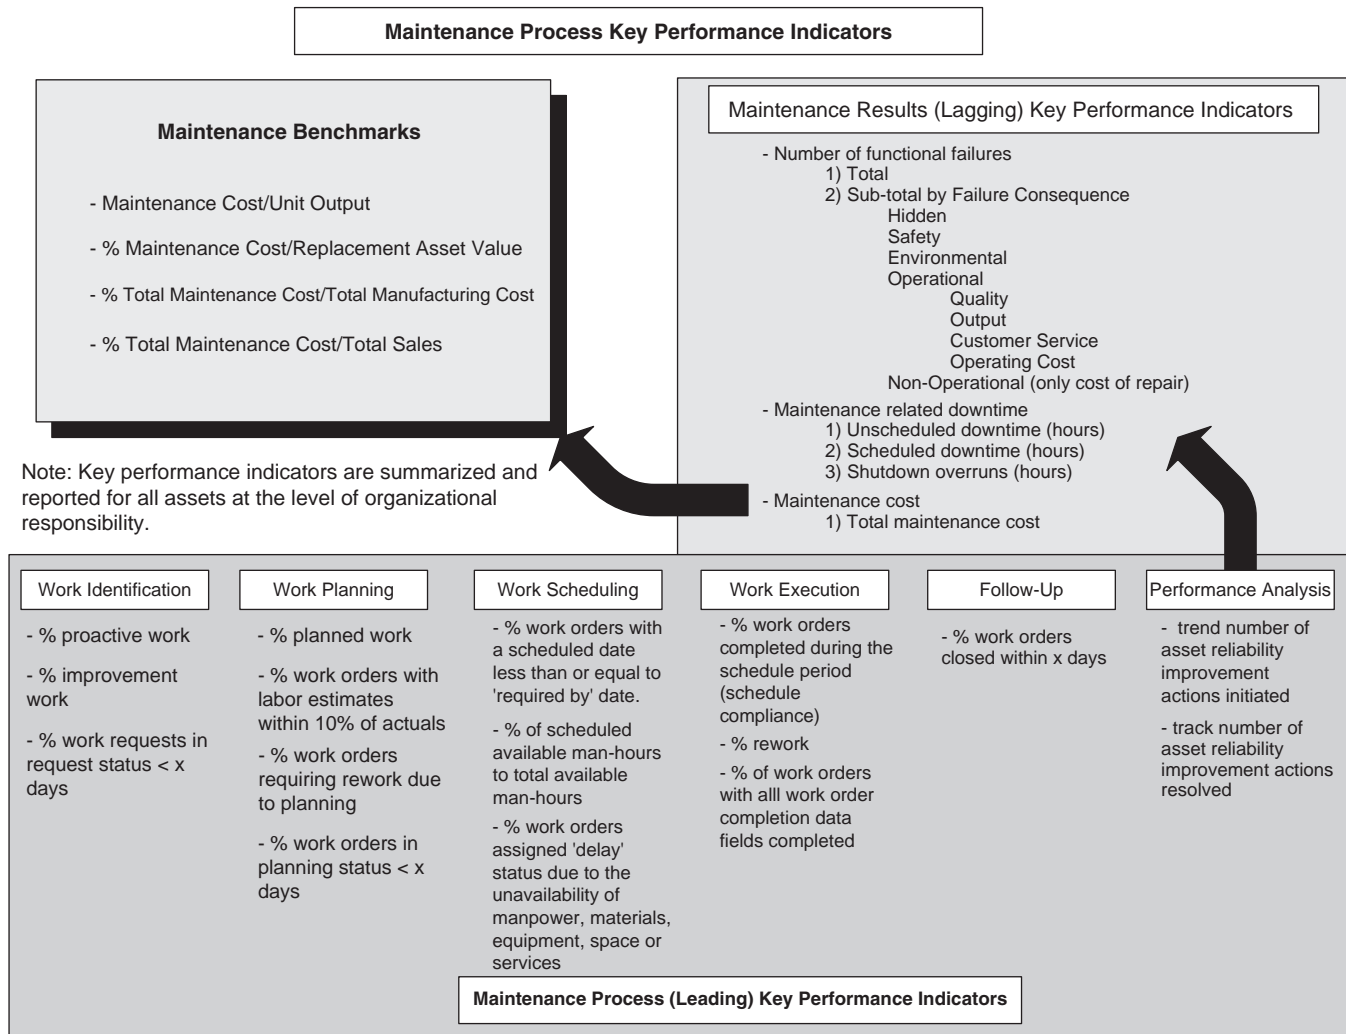 Maintenance Process Key Performance Indicators
Maintenance Benchmarks
- Maintenance Cost/Unit Output
- % Maintenance Cost/Replacement Asset Value
- % Total Maintenance Cost/Total Manufacturing Cost
- % Total Maintenance Cost/Total Sales
Note: Key performance indicators are summarized and
reported for all assets at the level of organizational
responsibility.
Maintenance Results (Lagging) Key Performance Indicators
- Number of functional failures
1) Total
2) Sub-total by Failure Consequence
Hidden
Safety
Environmental
Operational
Quality
Output
Customer Service
Operating Cost
Non-Operational (only cost of repair)
- Maintenance related downtime
1) Unscheduled downtime (hours)
2) Scheduled downtime (hours)
3) Shutdown overruns (hours)
- Maintenance cost
1) Total maintenance cost
Work Identification
- % proactive work
- % improvement
work
- % work requests in
request status < x
days
Work Planning
- % planned work
- % work orders with
labor estimates
within 10% of actuals
- % work orders
requiring rework due
to planning
- % work orders in
planning status < x
days
Work Scheduling
- % work orders with
a scheduled date
less than or equal to
'required by' date.
- % of scheduled
available man-hours
to total available
man-hours
- % work orders
assigned 'delay'
status due to the
unavailability of
manpower, materials,
equipment, space or
services
Work Execution
- % work orders
completed during the
schedule period
(schedule
compliance)
- % rework
- % of work orders
with alll work order
completion data
fields completed
Follow-Up
- % work orders
closed within x days
Performance Analysis
- trend number of
asset reliability
improvement
actions initiated
- track number of
asset reliability
improvement actions
resolved
Maintenance Process (Leading) Key Performance Indicators